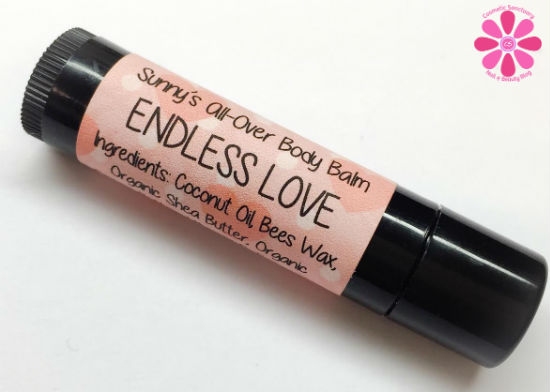 Sunny's All-Over Body Balm
ENDLESS LOVE
Ingredients: Coconut Oil, Bees Wax,
Organic Shea Butter, Organic
Cosmetic Sanctuary
CS
Nail & Beauty Blog